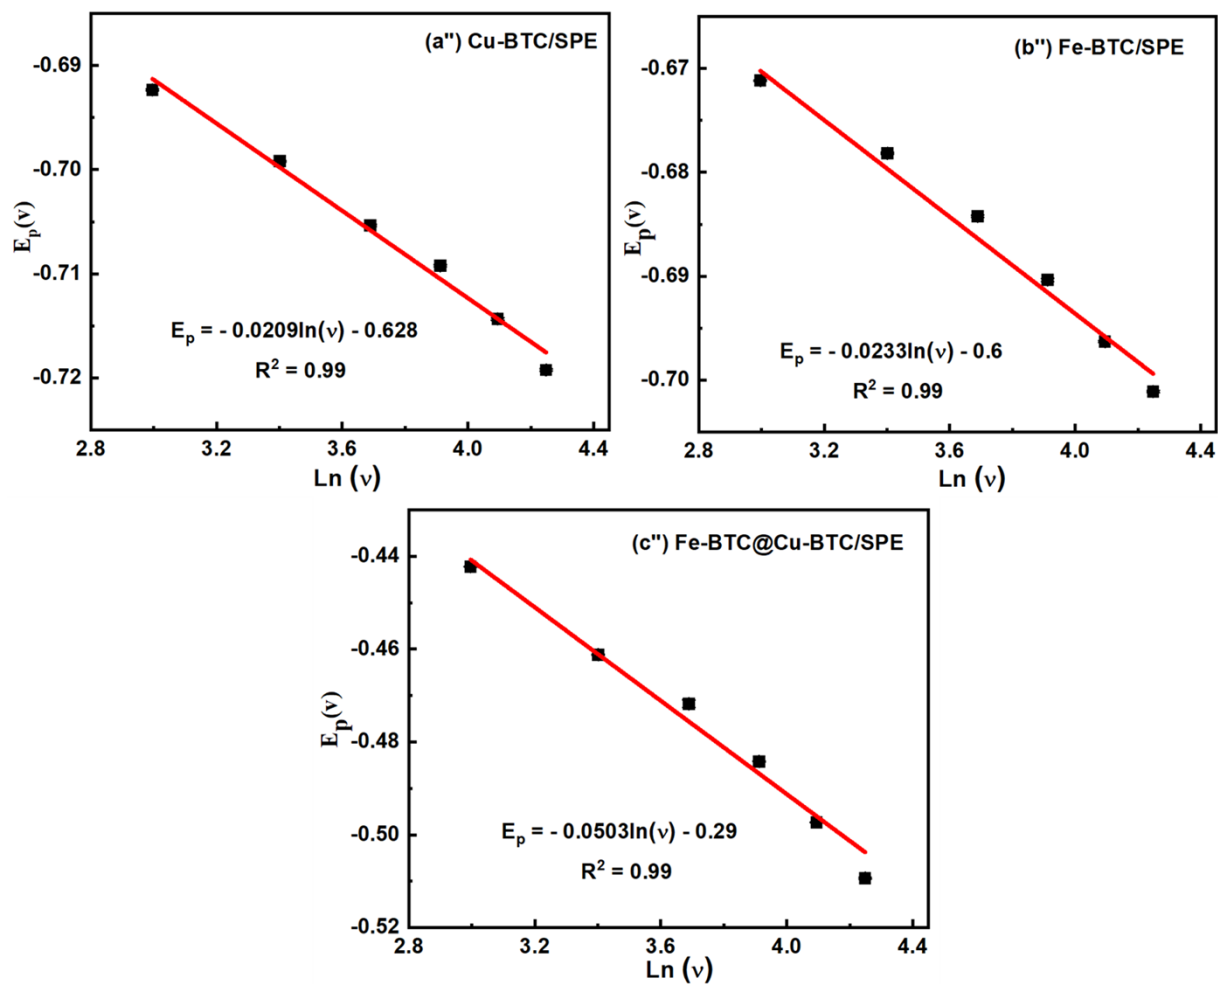 (a'') Cu-BTC/SPE
-0.69
-0.70
-0.71
-0.72
Ep(v)
Ep = - 0.0209ln(ν) - 0.628
R² = 0.99
2.8 3.2 3.6 4.0 4.4
Ln (ν)
(b'') Fe-BTC/SPE
-0.67
-0.68
-0.69
-0.70
Ep(v)
Ep = - 0.0233ln(ν) - 0.6
R² = 0.99
2.8 3.2 3.6 4.0 4.4
Ln (ν)
(c'') Fe-BTC@Cu-BTC/SPE
-0.44
-0.46
-0.48
-0.50
-0.52
Ep(v)
Ep = - 0.0503ln(ν) - 0.29
R² = 0.99
2.8 3.2 3.6 4.0 4.4
Ln (ν)